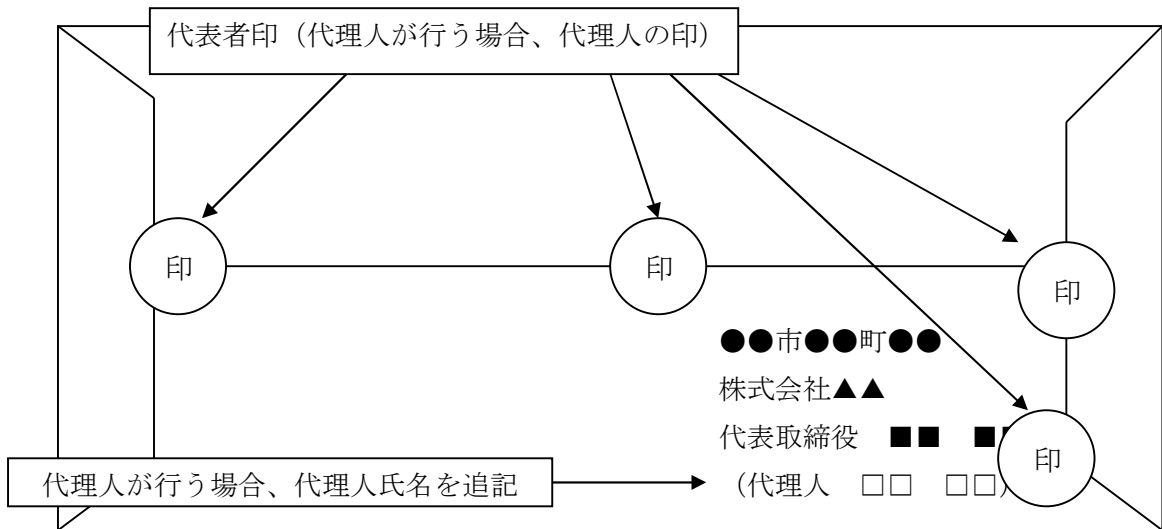 代表者印（代理人が行う場合、代理人の印）
印
印
印
●●市●●町●●
株式会社▲▲
代表取締役　■■　■■
印
代理人が行う場合、代理人氏名を追記
（代理人　□□　□□）